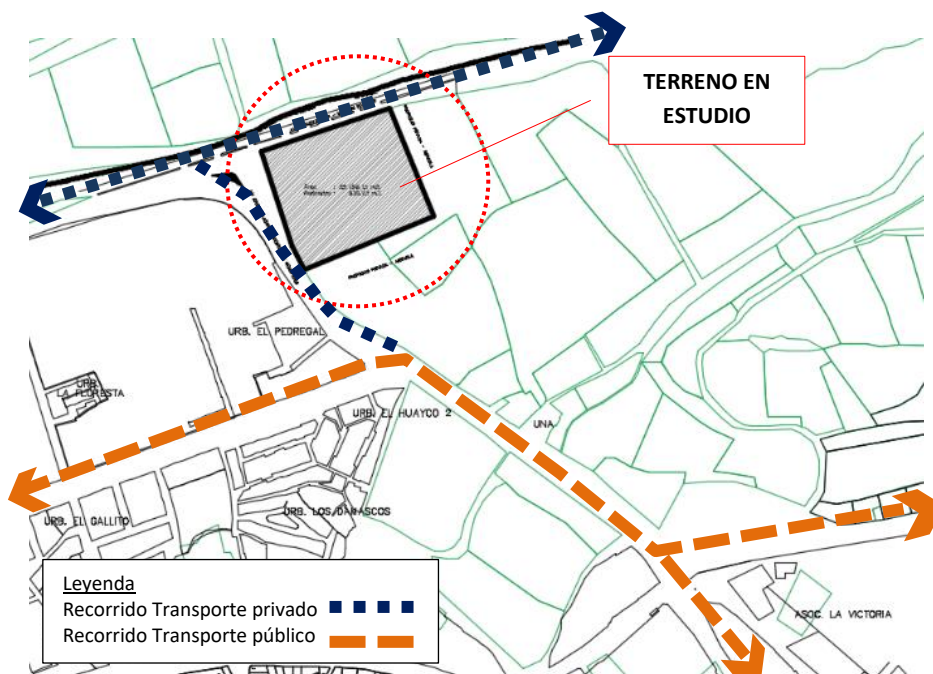 TERRENO EN
ESTUDIO
URB. EL PEDREGAL
URB.
LA FLORESTA
URB. EL HUAYCO 2
UNA
URB. EL GALLITO
URB. LOS DAMASCOS
ASOC. LA VICTORIA
Leyenda
Recorrido Transporte privado
Recorrido Transporte público